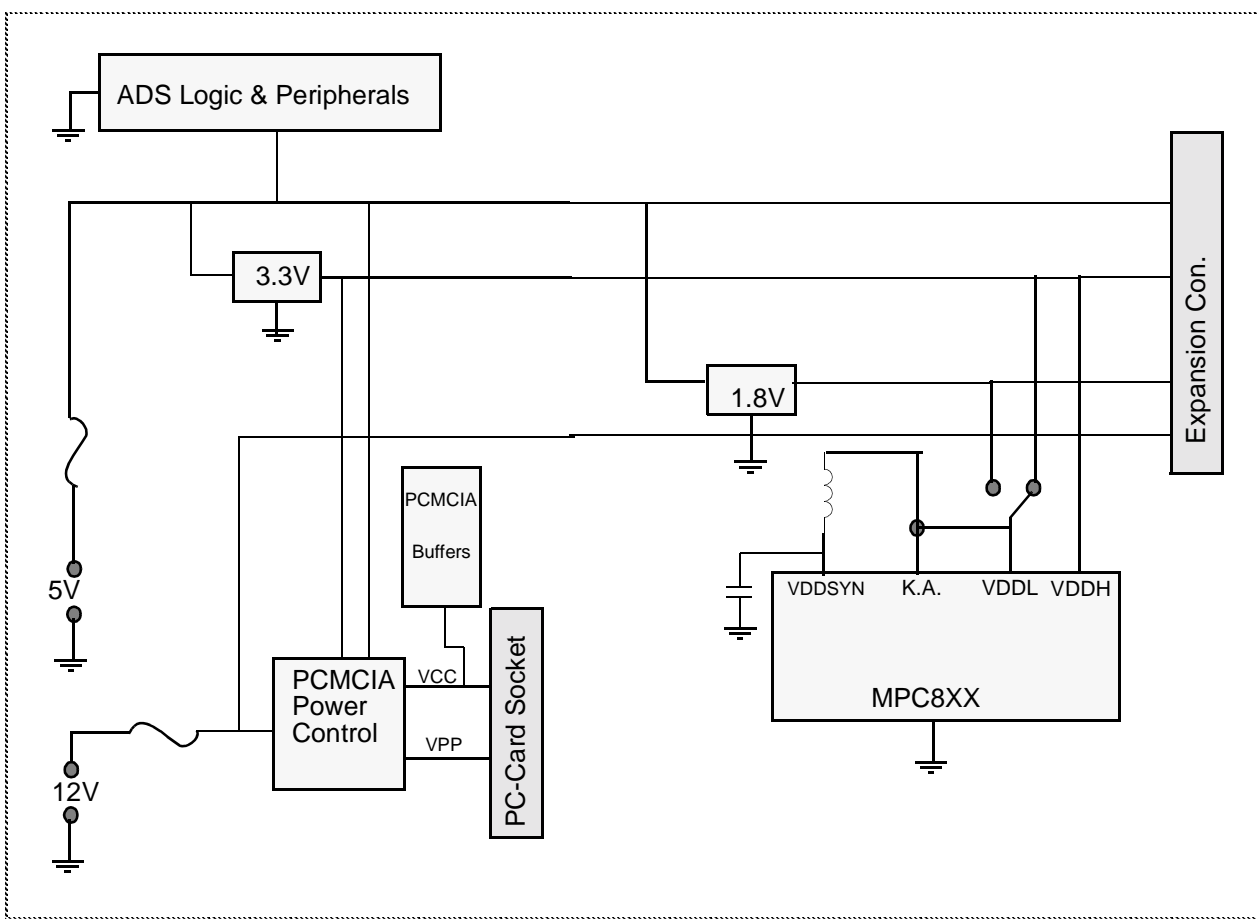 ADS Logic & Peripherals
3.3V
1.8V
Expansion Con.
PCMCIA
Buffers
5V
VDDSYN
K.A.
VDDL
VDDH
MPC8XX
PCMCIA
Power
Control
VCC
VPP
PC-Card Socket
12V